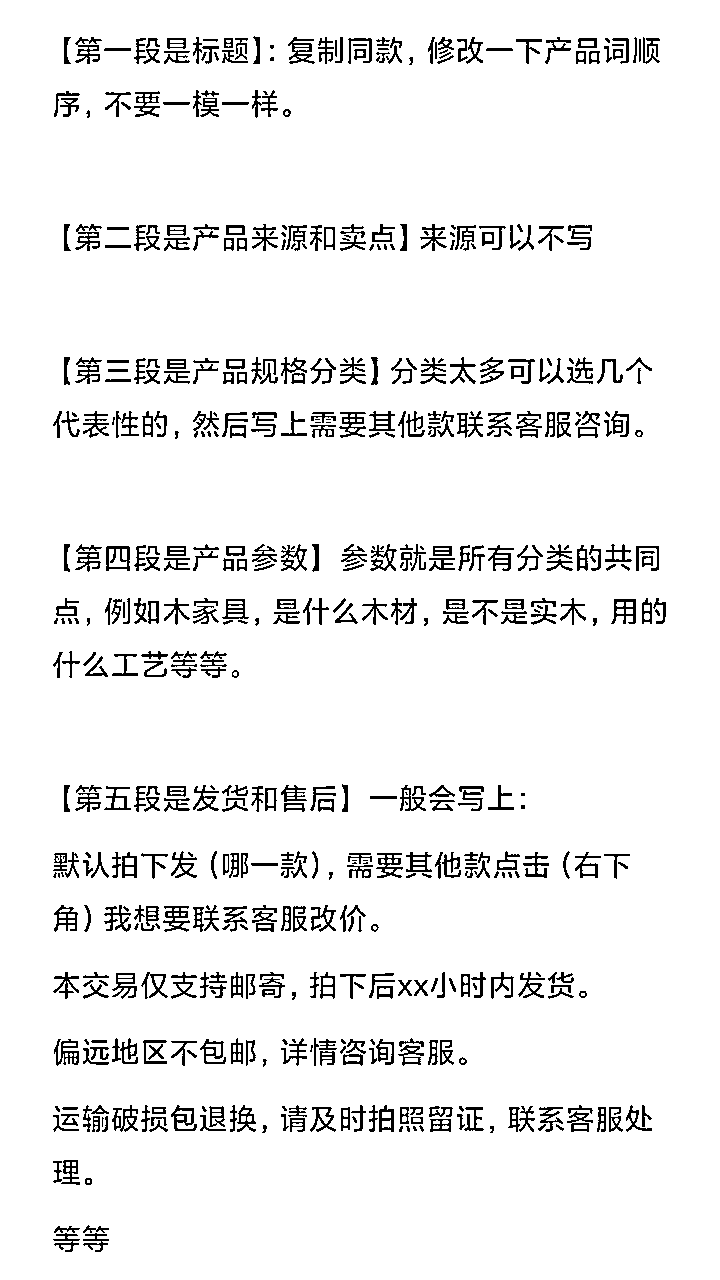 【第一段是标题】：复制同款，修改一下产品词顺
序，不要一模一样。
【第二段是产品来源和卖点】来源可以不写
【第三段是产品规格分类】分类太多可以选几个
代表性的，然后写上需要其他款联系客服咨询。
【第四段是产品参数】 参数就是所有分类的共同
点，例如木家具，是什么木材，是不是实木，用的
什么工艺等等。
【第五段是发货和售后】 一般会写上：
默认拍下发（哪一款），需要其他款点击（右下
角）我想要联系客服改价。
本交易仅支持邮寄，拍下后xx小时内发货。
偏远地区不包邮，详情咨询客服。
运输破损包退换，请及时拍照留证，联系客服处
理。
等等